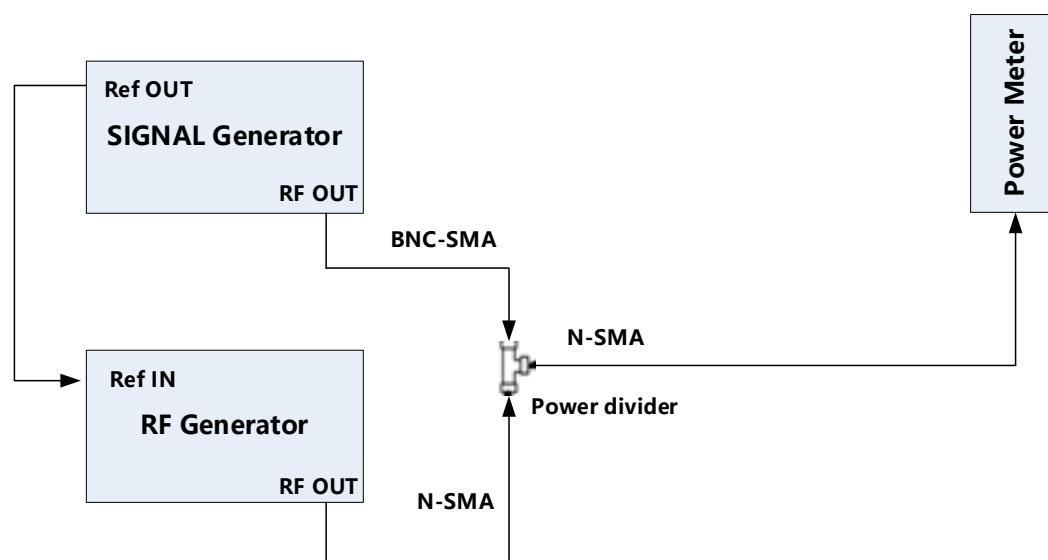 Ref OUT
SIGNAL Generator
RF OUT
BNC-SMA
Power Meter
N-SMA
Power divider
Ref IN
RF Generator
RF OUT
N-SMA